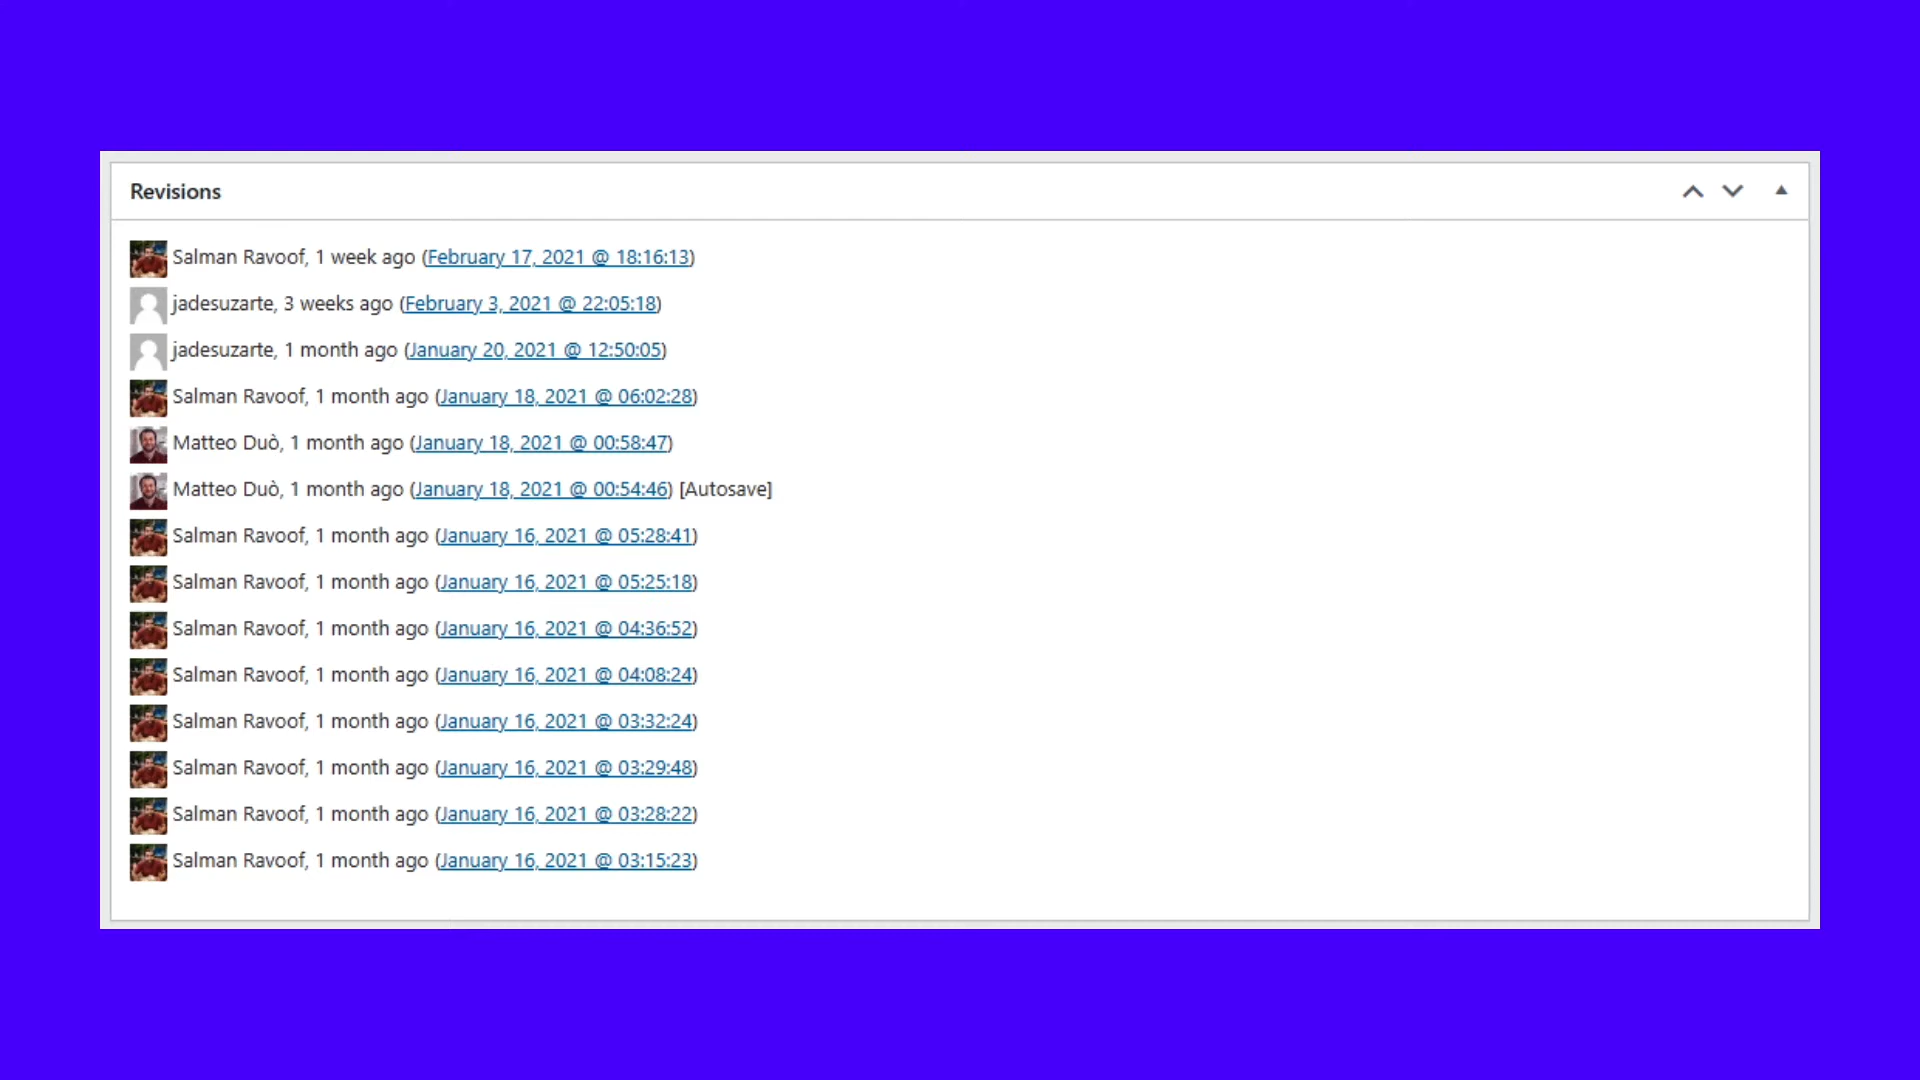 Revisions
Salman Ravoof, 1 week ago (February 17, 2021 @ 18:16:13)
jadesuzarte, 3 weeks ago (February 3, 2021 @ 22:05:18)
jadesuzarte, 1 month ago (January 20, 2021 @ 12:50:05)
Salman Ravoof, 1 month ago (January 18, 2021 @ 06:02:28)
Matteo Duò, 1 month ago (January 18, 2021 @ 00:58:47)
Matteo Duò, 1 month ago (January 18, 2021 @ 00:54:46) [Autosave]
Salman Ravoof, 1 month ago (January 16, 2021 @ 05:28:41)
Salman Ravoof, 1 month ago (January 16, 2021 @ 05:25:18)
Salman Ravoof, 1 month ago (January 16, 2021 @ 04:36:52)
Salman Ravoof, 1 month ago (January 16, 2021 @ 04:08:24)
Salman Ravoof, 1 month ago (January 16, 2021 @ 03:32:24)
Salman Ravoof, 1 month ago (January 16, 2021 @ 03:29:48)
Salman Ravoof, 1 month ago (January 16, 2021 @ 03:28:22)
Salman Ravoof, 1 month ago (January 16, 2021 @ 03:15:23)